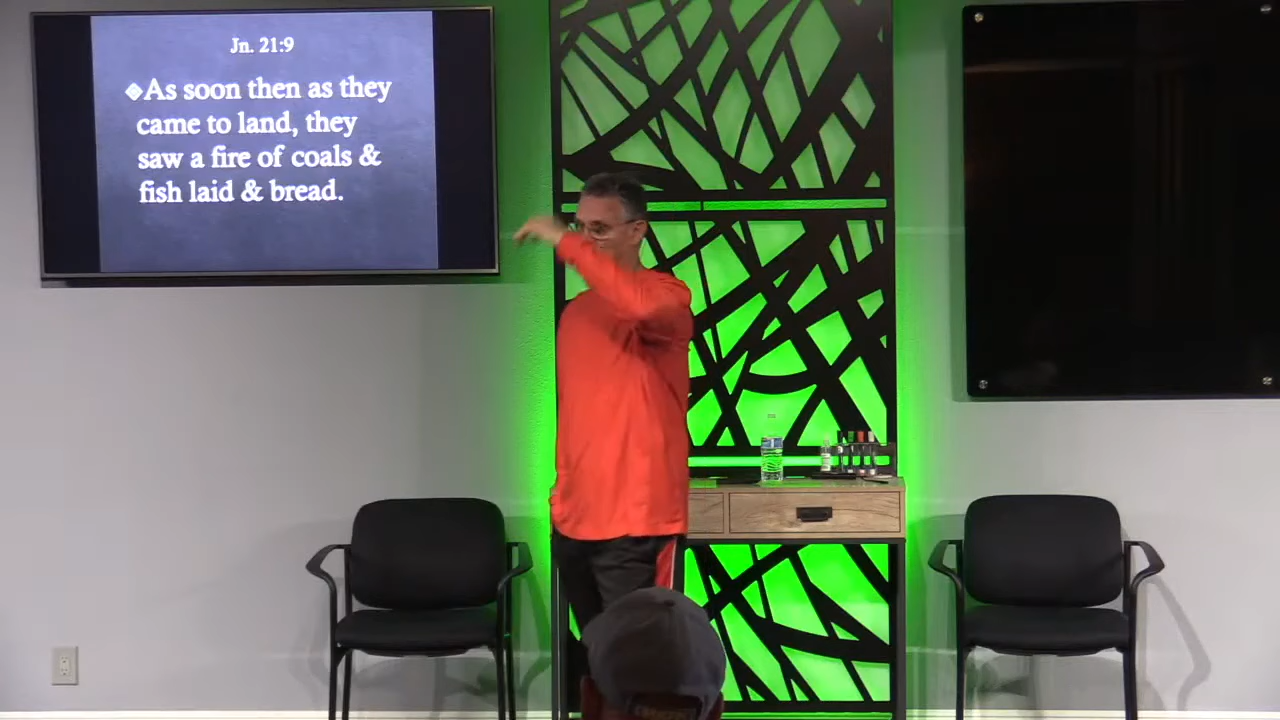 Jn. 21:9
◆As soon then as they
came to land, they
saw a fire of coals &
fish laid & bread.